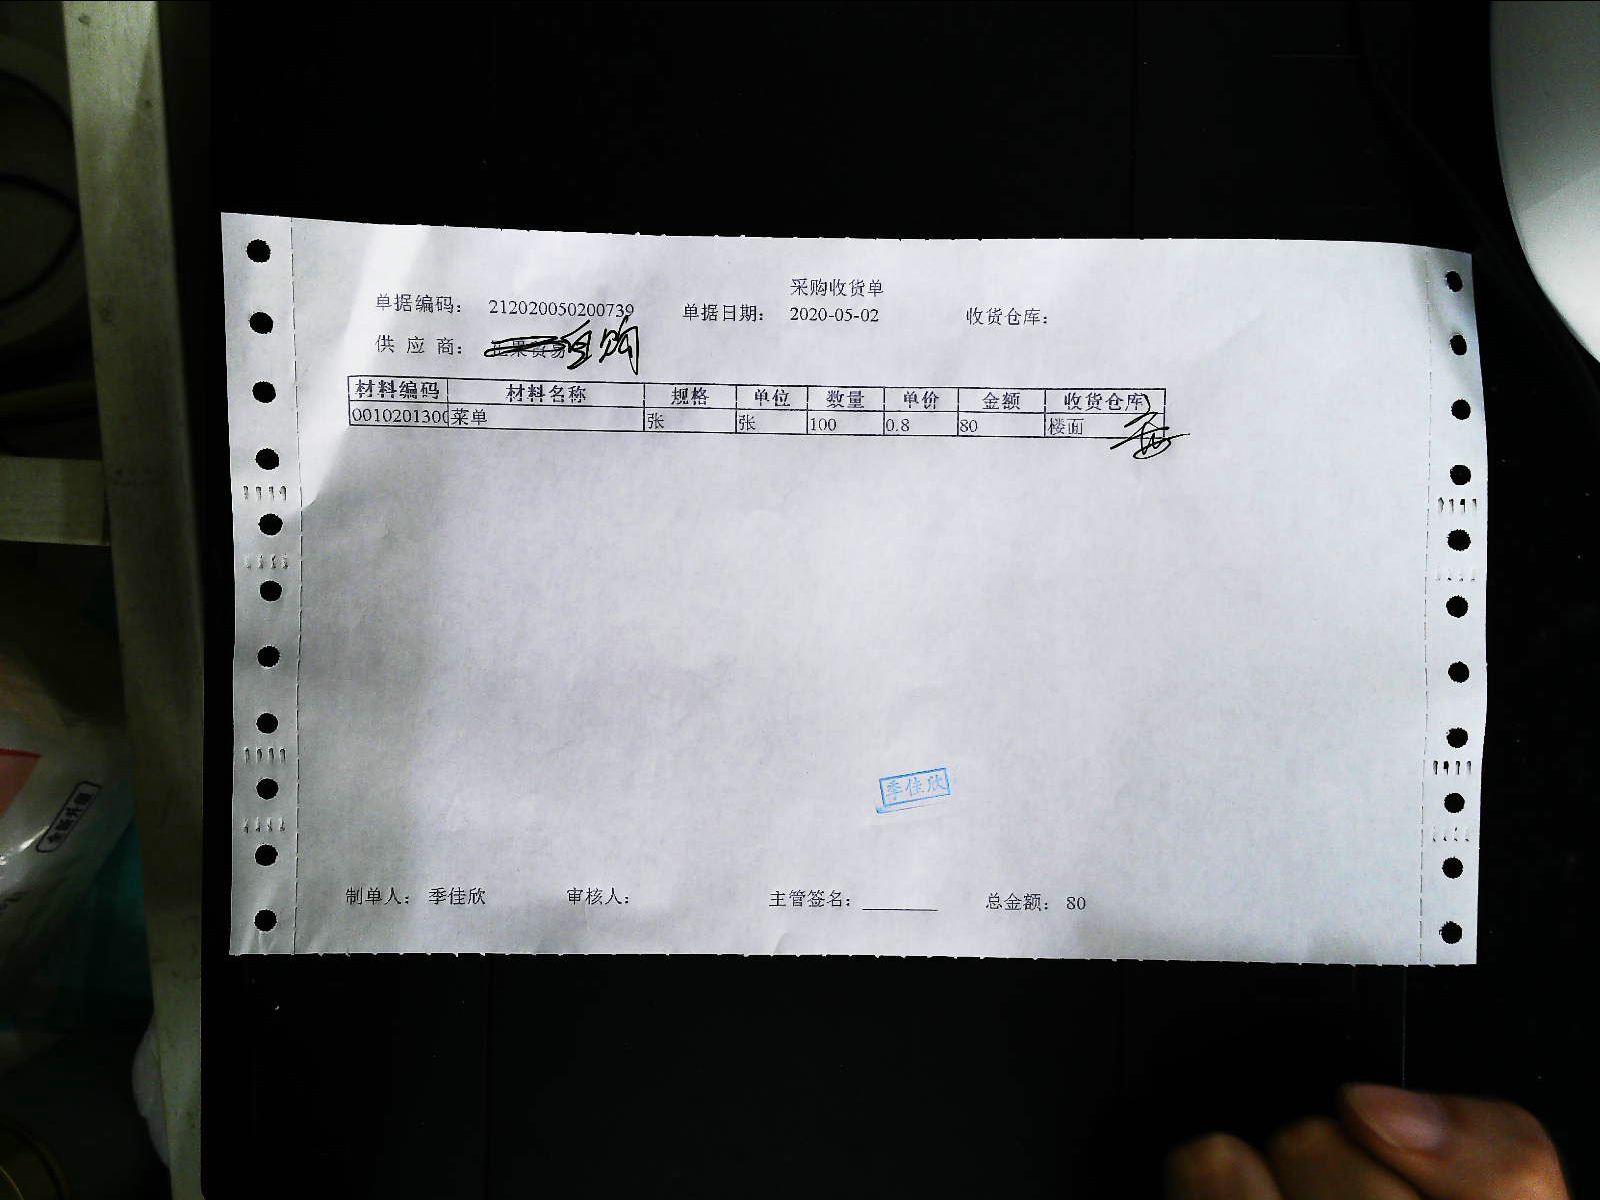 采购收货单
单据编码： 212020050200739 单据日期： 2020-05-02 收货仓库：
供 应 商： 自购
材料编码 材料名称 规格 单位 数量 单价 金额 收货仓库
0010201300 菜单 张 张 100 0.8 80 楼面
季佳欣
制单人： 季佳欣 审核人： 主管签名： 总金额： 80